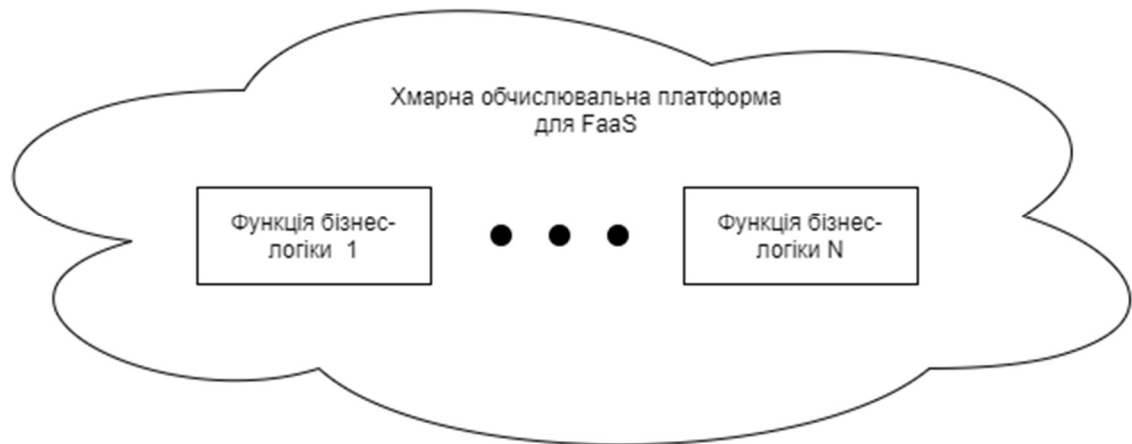 Хмарна обчислювальна платформа
для FaaS
Функція бізнес-
логіки 1
Функція бізнес-
логіки N